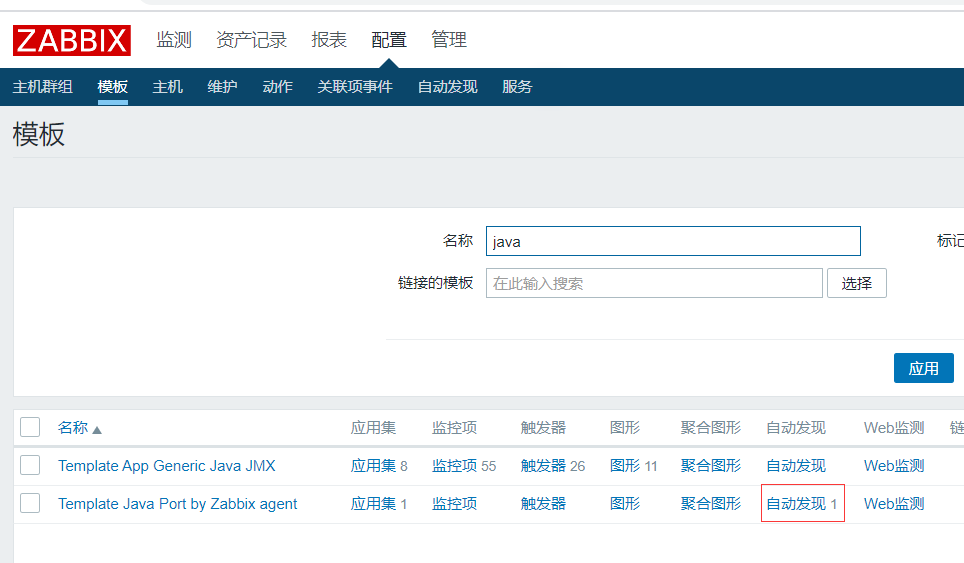 ZABBIX 监测 资产记录 报表 配置 管理
主机群组 模板 主机 维护 动作 关联项事件 自动发现 服务
模板
名称 java 标记
链接的模板 在此输入搜索 选择
应用
名称 应用集 监控项 触发器 图形 聚合图形 自动发现 Web监测 链
Template App Generic Java JMX 应用集 8 监控项 55 触发器 26 图形 11 聚合图形 自动发现 Web监测
Template Java Port by Zabbix agent 应用集 1 监控项 触发器 图形 聚合图形 自动发现 1 Web监测